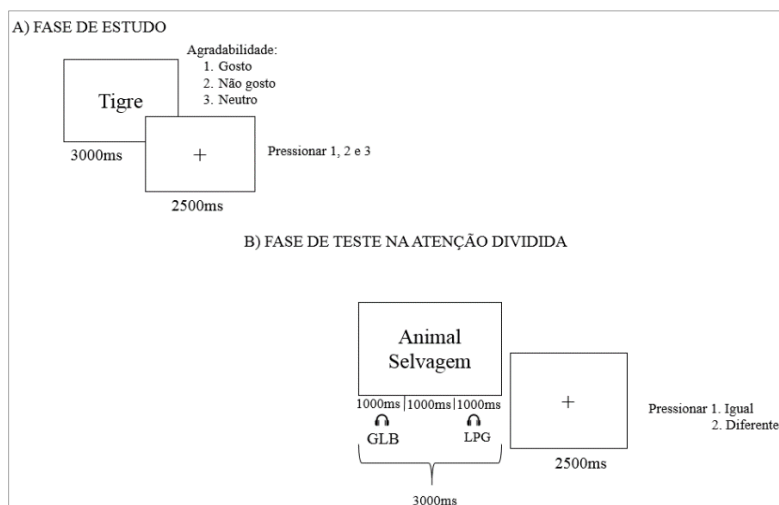 A) FASE DE ESTUDO
Agradabilidade:
1. Gosto
2. Não gosto
3. Neutro
Tigre
3000ms
+
Pressionar 1, 2 e 3
2500ms
B) FASE DE TESTE NA ATENÇÃO DIVIDIDA
Animal
Selvagem
1000ms|1000ms|1000ms
GLB LPG
3000ms
+
Pressionar 1. Igual
2. Diferente
2500ms